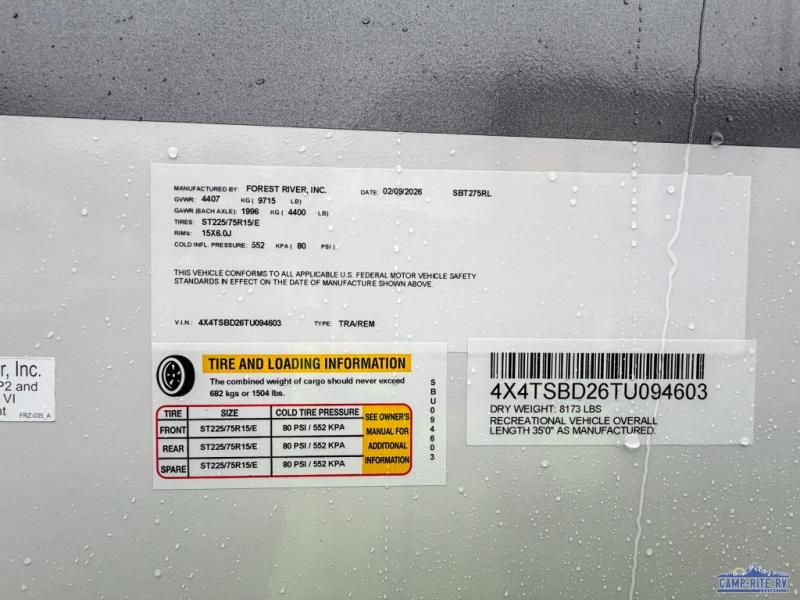 MANUFACTURED BY: FOREST RIVER, INC. DATE: 02/09/2026 SBT275RL
GVWR: 4407 KG ( 9715 LB)
GAWR (EACH AXLE): 1996 KG ( 4400 LB)
TIRES: ST225/75R15/E
RIMS: 15X6.0J
COLD INFL. PRESSURE: 552 KPA ( 80 PSI )
THIS VEHICLE CONFORMS TO ALL APPLICABLE U.S. FEDERAL MOTOR VEHICLE SAFETY
STANDARDS IN EFFECT ON THE DATE OF MANUFACTURE SHOWN ABOVE.
V.I.N.: 4X4TSBD26TU094603 TYPE: TRA/REM
r, Inc.
P2 and
VI
nt
FRZ-035_A
TIRE AND LOADING INFORMATION
The combined weight of cargo should never exceed
682 kgs or 1504 lbs.
TIRE SIZE COLD TIRE PRESSURE
FRONT ST225/75R15/E 80 PSI / 552 KPA
REAR ST225/75R15/E 80 PSI / 552 KPA
SPARE ST225/75R15/E 80 PSI / 552 KPA
SEE OWNER'S
MANUAL FOR
ADDITIONAL
INFORMATION
SBU094603
4X4TSBD26TU094603
DRY WEIGHT: 8173 LBS
RECREATIONAL VEHICLE OVERALL
LENGTH 35'0" AS MANUFACTURED.
CAMP-RITE RV